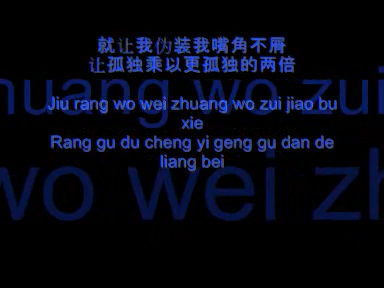 就让我伪装我嘴角不屑
让孤独乘以更孤独的两倍
Jiu rang wo wei zhuang wo zui jiao bu
xie
Rang gu du cheng yi geng gu dan de
liang bei
huang wo zui
wo wei zh